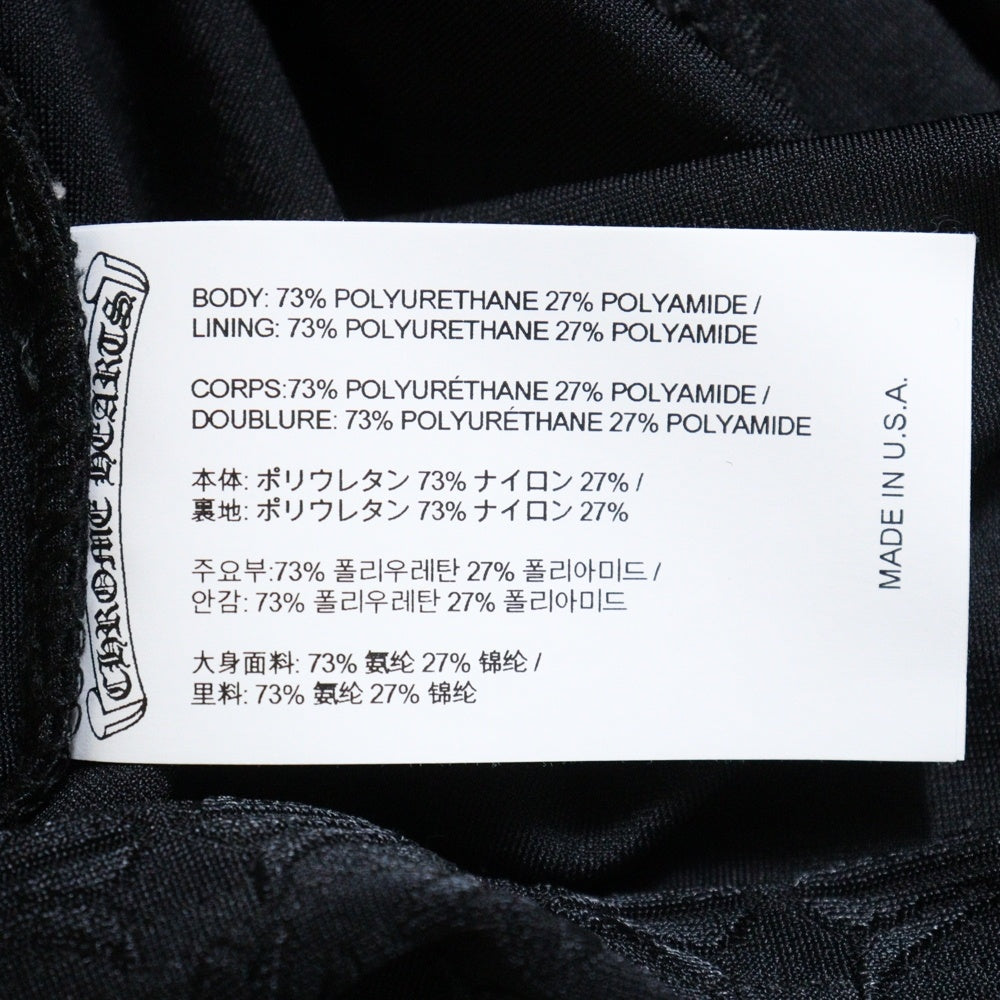 CHROME HEARTS
BODY: 73% POLYURETHANE 27% POLYAMIDE /
LINING: 73% POLYURETHANE 27% POLYAMIDE
CORPS:73% POLYURÉTHANE 27% POLYAMIDE /
DOUBLURE: 73% POLYURÉTHANE 27% POLYAMIDE
本体: ポリウレタン 73% ナイロン 27% /
裏地: ポリウレタン 73% ナイロン 27%
주요부:73% 폴리우레탄 27% 폴리아미드 /
안감: 73% 폴리우레탄 27% 폴리아미드
大身面料: 73% 氨纶 27% 锦纶 /
里料: 73% 氨纶 27% 锦纶
MADE IN U.S.A.